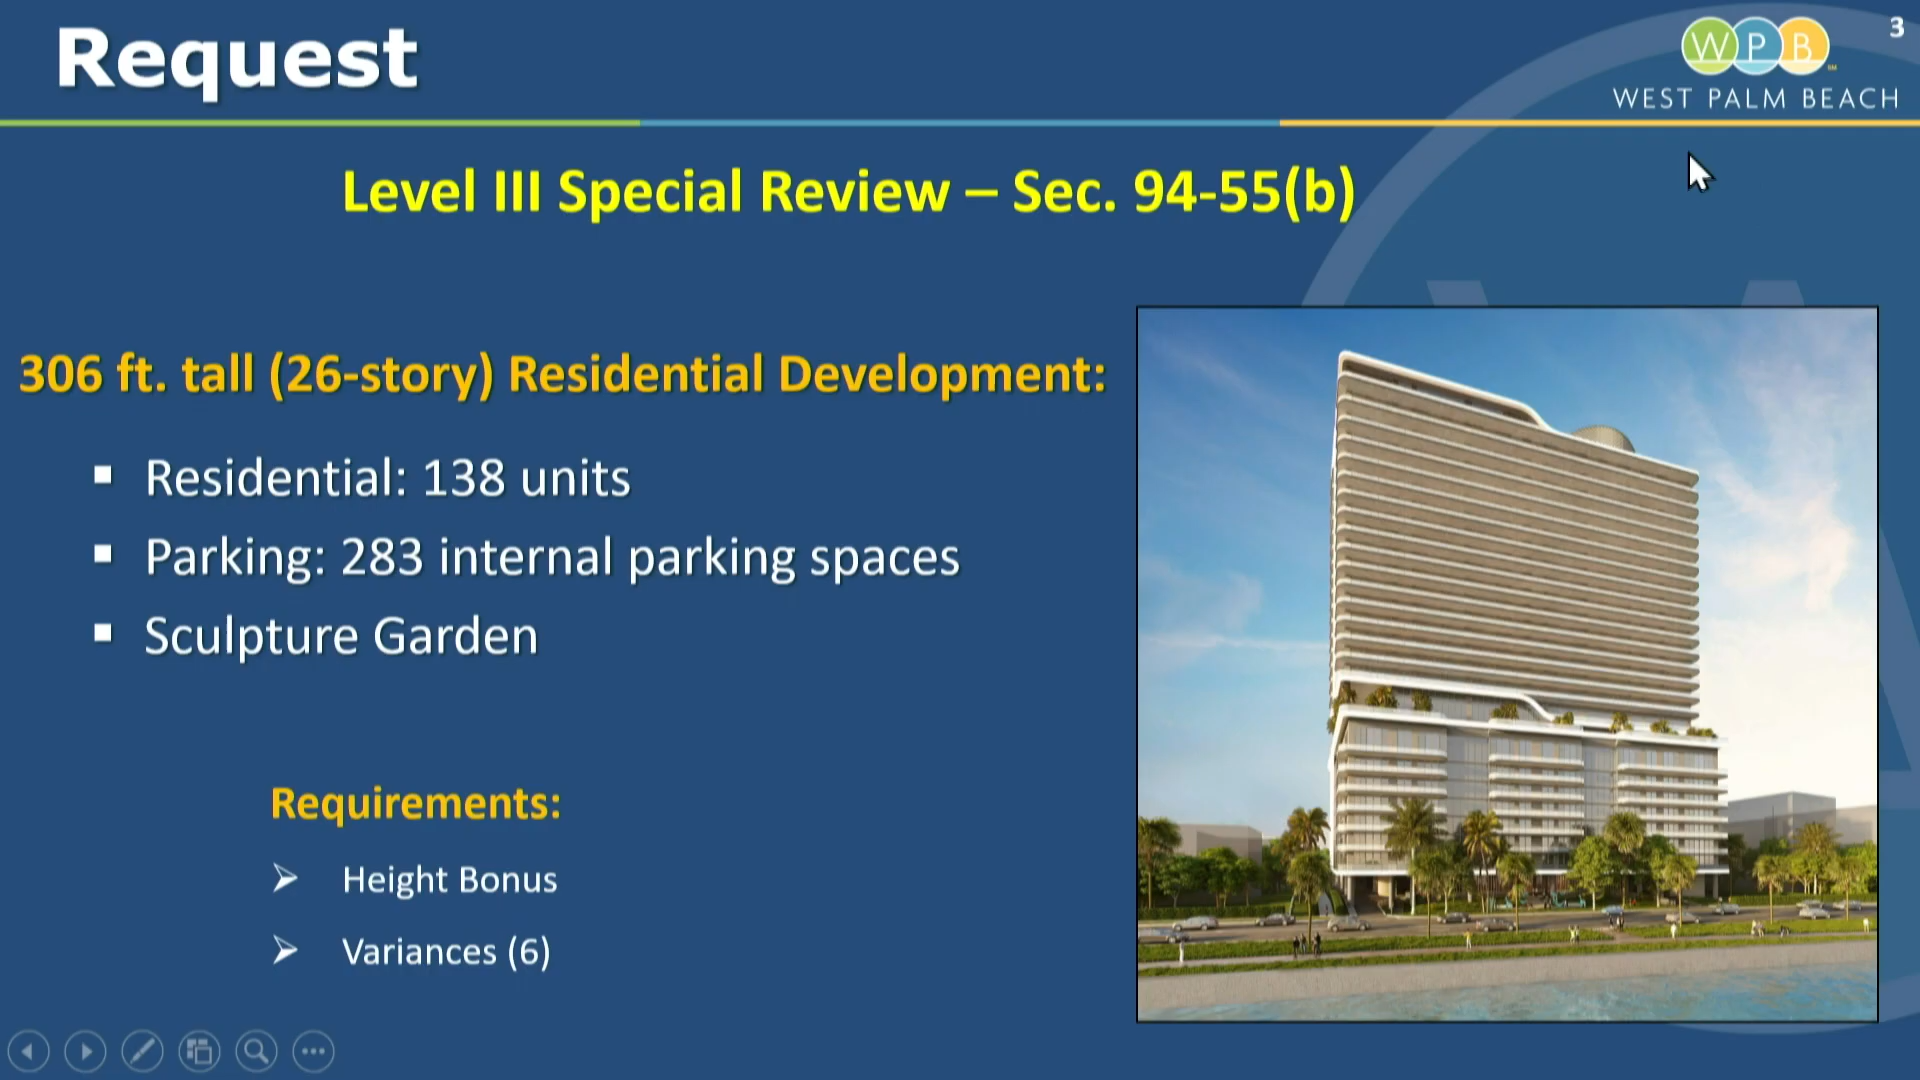 Request
3
WPB
WEST PALM BEACH
Level III Special Review – Sec. 94-55(b)
306 ft. tall (26-story) Residential Development:
▪ Residential: 138 units
▪ Parking: 283 internal parking spaces
▪ Sculpture Garden
Requirements:
➢ Height Bonus
➢ Variances (6)